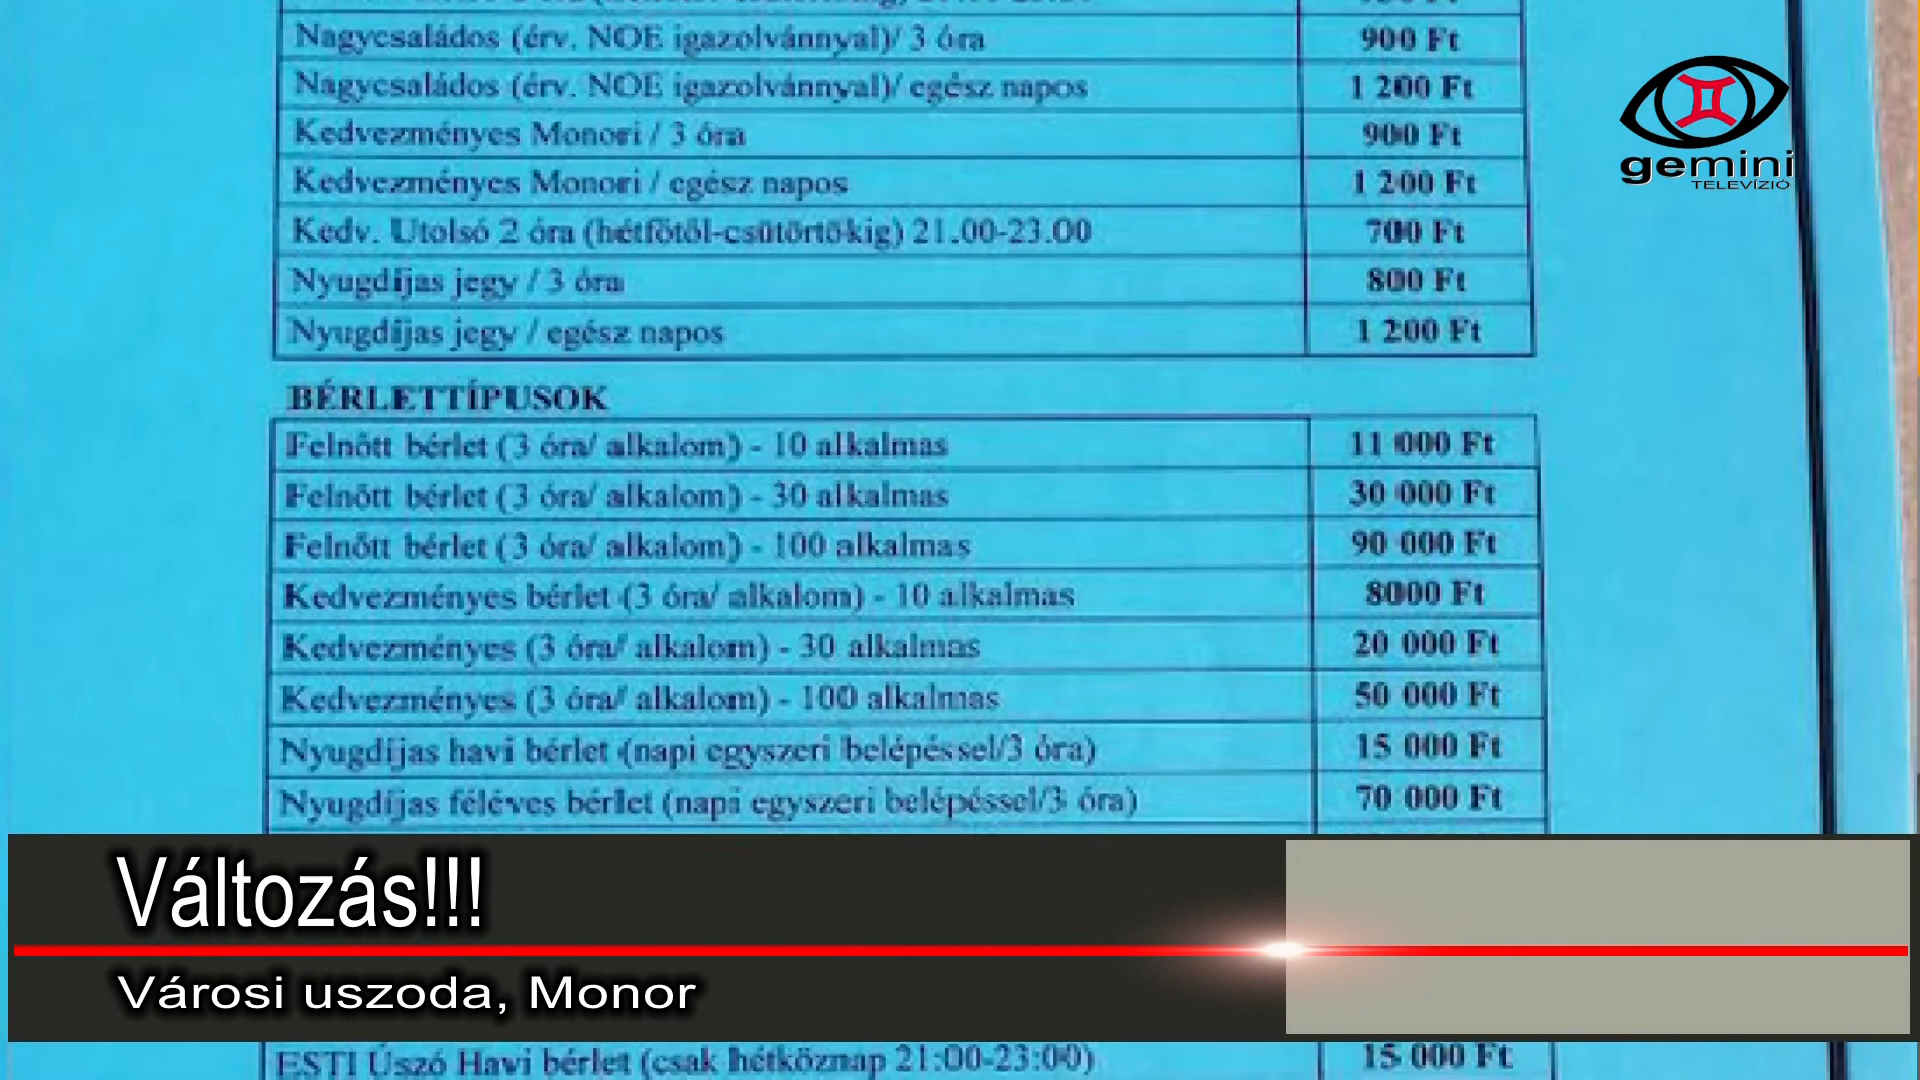 Nagycsaládos (érv. NOE igazolvánnyal)/ 3 óra 900 Ft
Nagycsaládos (érv. NOE igazolvánnyal)/ egész napos 1 200 Ft
Kedvezményes Monori / 3 óra 900 Ft
Kedvezményes Monori / egész napos 1 200 Ft
Kedv. Utolsó 2 óra (hétfőtől-csütörtökig) 21.00-23.00 700 Ft
Nyugdíjas jegy / 3 óra 800 Ft
Nyugdíjas jegy / egész napos 1 200 Ft
BÉRLETTÍPUSOK
Felnőtt bérlet (3 óra/ alkalom) - 10 alkalmas 11 000 Ft
Felnőtt bérlet (3 óra/ alkalom) - 30 alkalmas 30 000 Ft
Felnőtt bérlet (3 óra/ alkalom) - 100 alkalmas 90 000 Ft
Kedvezményes bérlet (3 óra/ alkalom) - 10 alkalmas 8000 Ft
Kedvezményes (3 óra/ alkalom) - 30 alkalmas 20 000 Ft
Kedvezményes (3 óra/ alkalom) - 100 alkalmas 50 000 Ft
Nyugdíjas havi bérlet (napi egyszeri belépéssel/3 óra) 15 000 Ft
Nyugdíjas féléves bérlet (napi egyszeri belépéssel/3 óra) 70 000 Ft
ESTI Úszó Havi bérlet (csak hétköznap 21:00-23:00) 15 000 Ft
gemini
TELEVÍZIÓ
Változás!!!
Városi uszoda, Monor